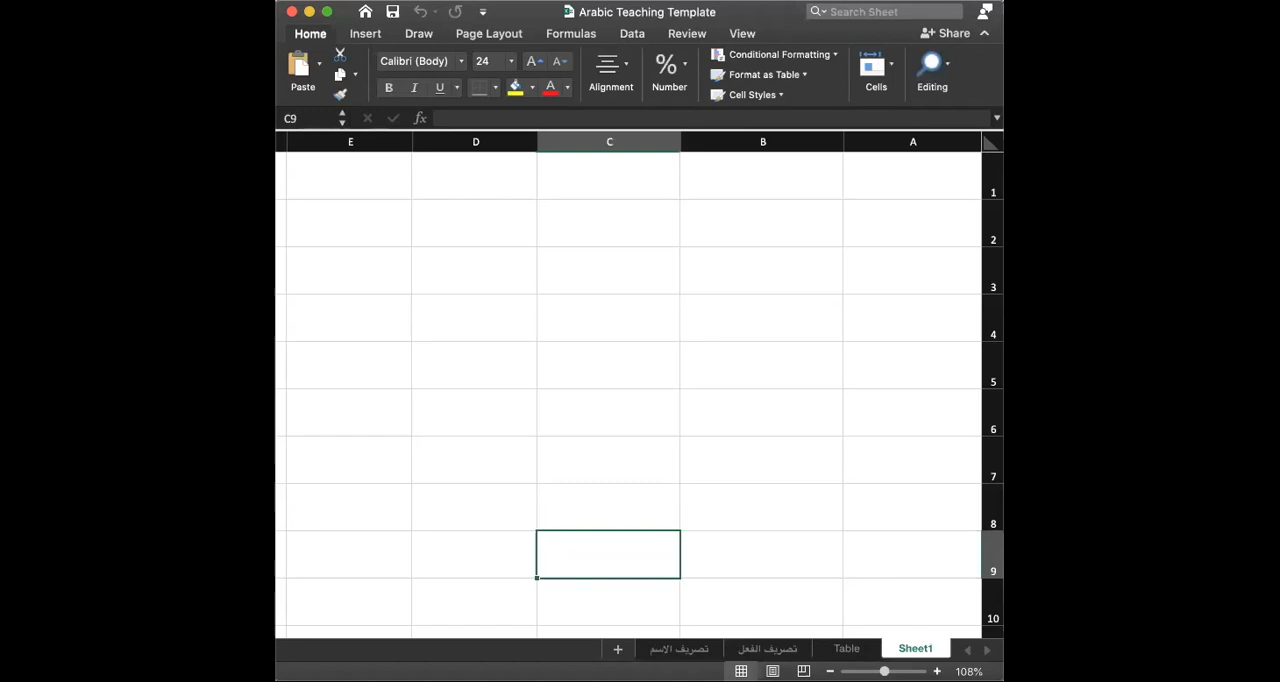 Arabic Teaching Template
Search Sheet
Home Insert Draw Page Layout Formulas Data Review View Share
Paste
Calibri (Body) 24 A A
B I U A
Alignment
%
Number
Conditional Formatting
Format as Table
Cell Styles
Cells
Editing
C9 fx
E D C B A
1
2
3
4
5
6
7
8
9
10
+ تصريف الاسم تصريف الفعل Table Sheet1
108%